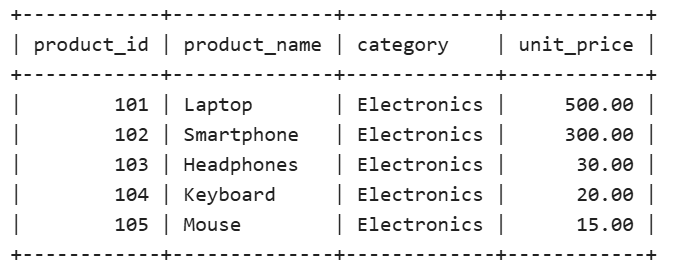 +------------+--------------+-------------+------------+
| product_id | product_name | category    | unit_price |
+------------+--------------+-------------+------------+
|        101 | Laptop       | Electronics |     500.00 |
|        102 | Smartphone   | Electronics |     300.00 |
|        103 | Headphones   | Electronics |      30.00 |
|        104 | Keyboard     | Electronics |      20.00 |
|        105 | Mouse        | Electronics |      15.00 |
+------------+--------------+-------------+------------+